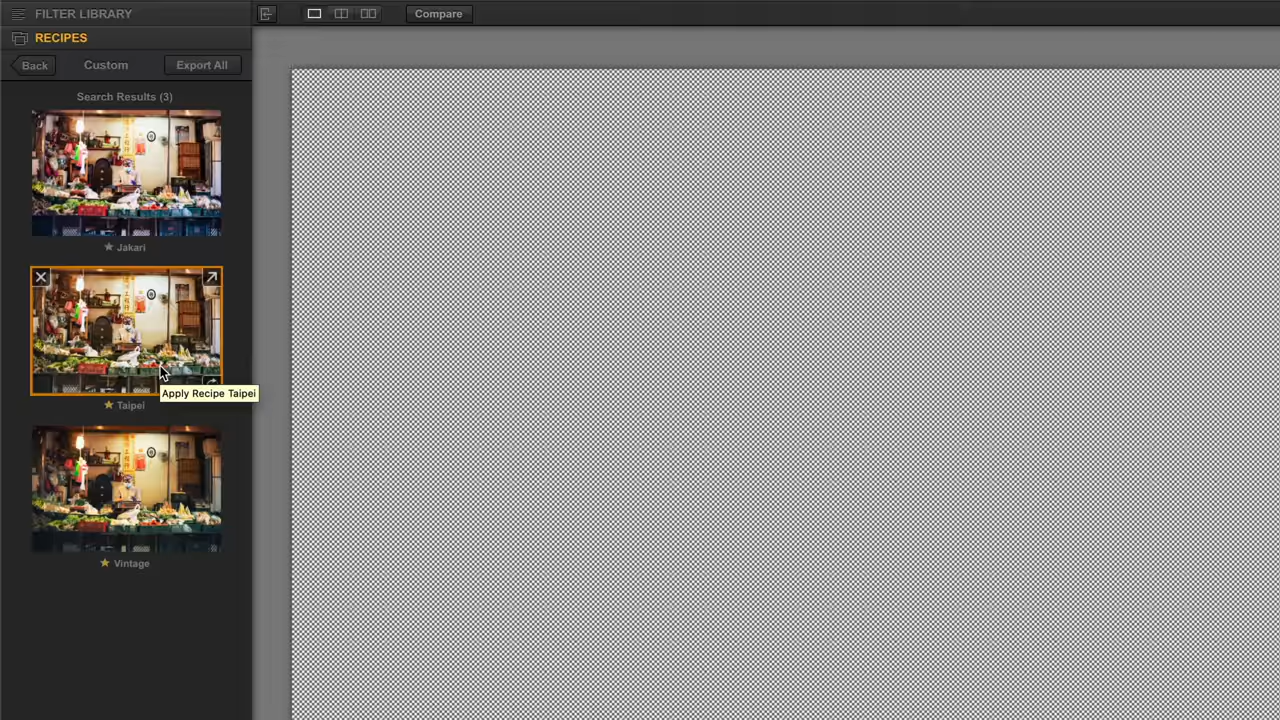 FILTER LIBRARY
Compare
RECIPES
Back
Custom
Export All
Search Results (3)
Jakari
Apply Recipe Taipei
Taipei
Vintage